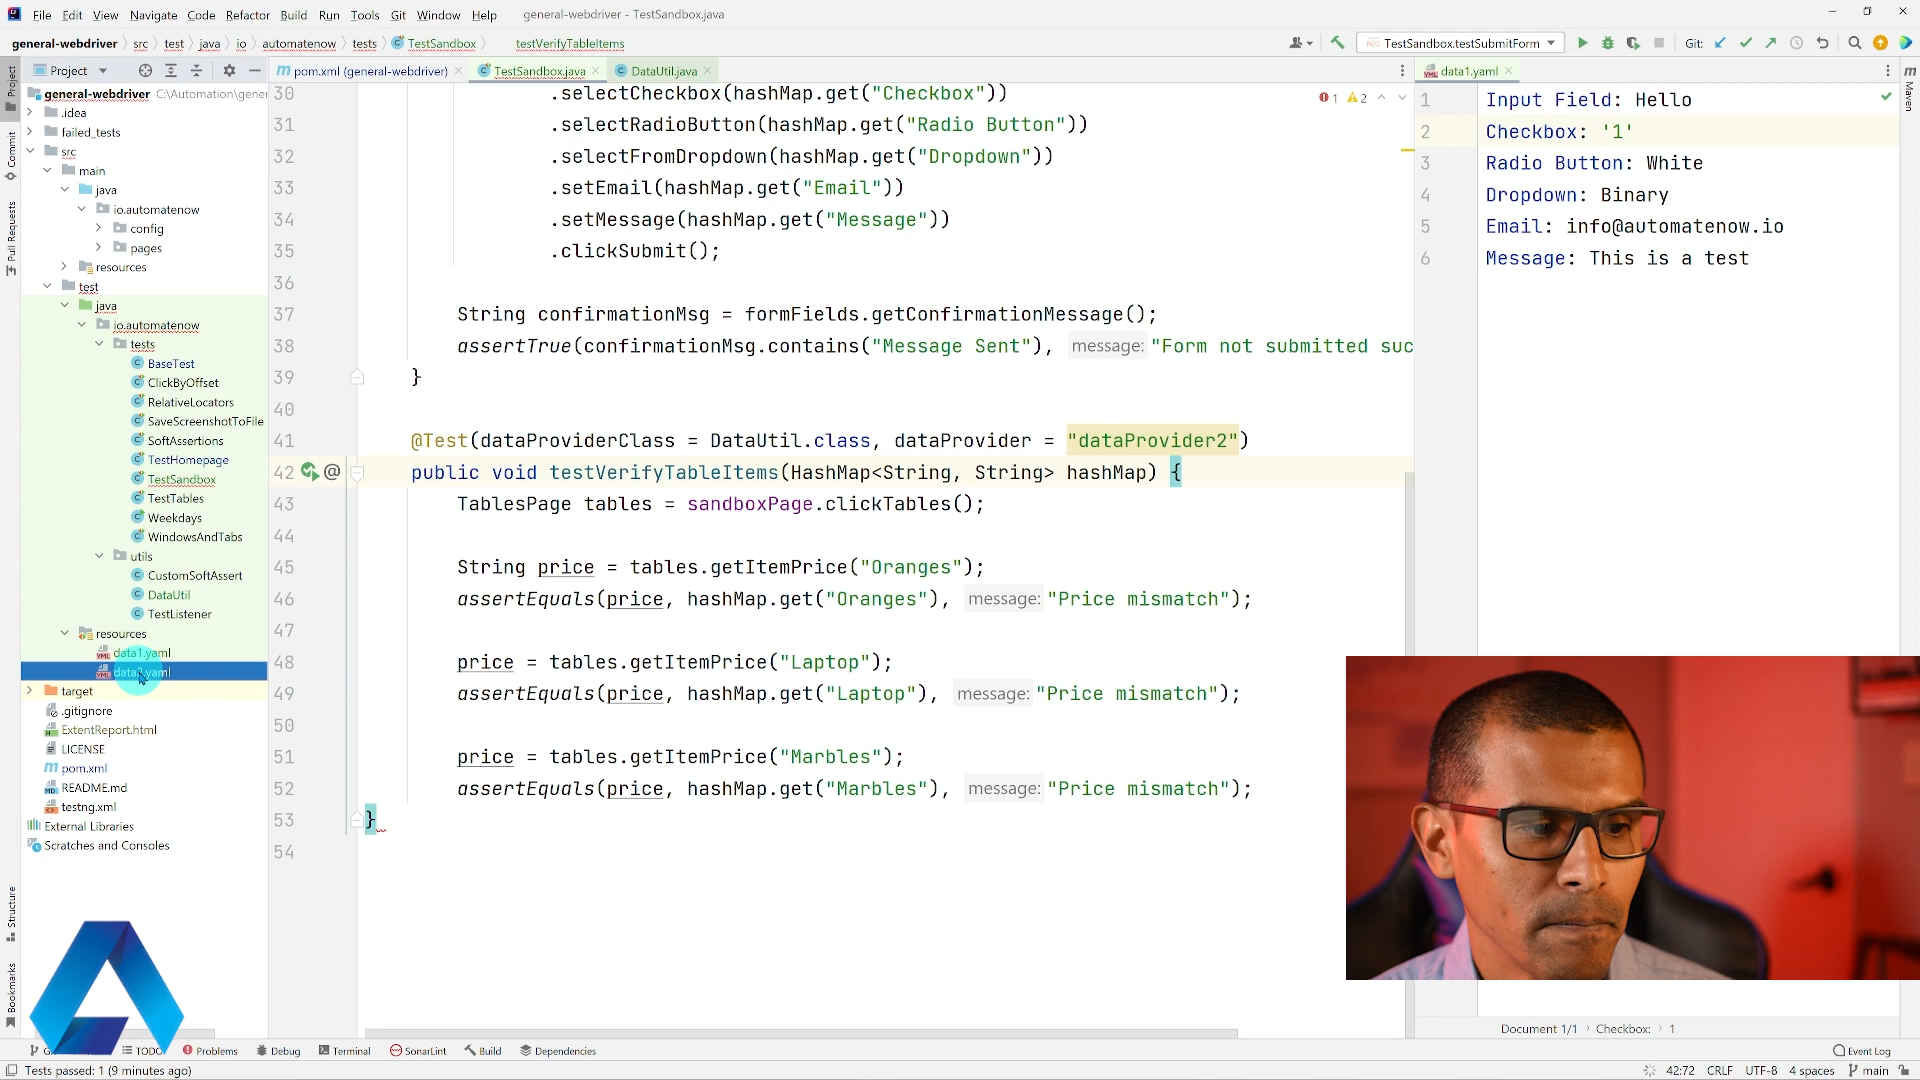 File Edit View Navigate Code Refactor Build Run Tools Git Window Help general-webdriver - TestSandbox.java
general-webdriver src test java io automatenow tests TestSandbox testVerifyTableItems TestSandbox.testSubmitForm Git:
Project pom.xml (general-webdriver) TestSandbox.java DataUtil.java data1.yaml
Project
Commit
Pull Requests
Structure
Bookmarks
Maven
general-webdriver C:\Automation\gene
.idea
failed_tests
src
main
java
io.automatenow
config
pages
resources
test
java
io.automatenow
tests
BaseTest
ClickByOffset
RelativeLocators
SaveScreenshotToFile
SoftAssertions
TestHomepage
TestSandbox
TestTables
Weekdays
WindowsAndTabs
utils
CustomSoftAssert
DataUtil
TestListener
resources
data1.yaml
data2.yaml
target
.gitignore
ExtentReport.html
LICENSE
pom.xml
README.md
testng.xml
External Libraries
Scratches and Consoles
1 2
30 .selectCheckbox(hashMap.get("Checkbox"))
31 .selectRadioButton(hashMap.get("Radio Button"))
32 .selectFromDropdown(hashMap.get("Dropdown"))
33 .setEmail(hashMap.get("Email"))
34 .setMessage(hashMap.get("Message"))
35 .clickSubmit();
36
37 String confirmationMsg = formFields.getConfirmationMessage();
38 assertTrue(confirmationMsg.contains("Message Sent"), message: "Form not submitted suc
39 }
40
41 @Test(dataProviderClass = DataUtil.class, dataProvider = "dataProvider2")
42 @ public void testVerifyTableItems(HashMap<String, String> hashMap) {
43 TablesPage tables = sandboxPage.clickTables();
44
45 String price = tables.getItemPrice("Oranges");
46 assertEquals(price, hashMap.get("Oranges"), message: "Price mismatch");
47
48 price = tables.getItemPrice("Laptop");
49 assertEquals(price, hashMap.get("Laptop"), message: "Price mismatch");
50
51 price = tables.getItemPrice("Marbles");
52 assertEquals(price, hashMap.get("Marbles"), message: "Price mismatch");
53 }
54
1 Input Field: Hello
2 Checkbox: '1'
3 Radio Button: White
4 Dropdown: Binary
5 Email: info@automatenow.io
6 Message: This is a test
Document 1/1 Checkbox: 1
TODO Problems Debug Terminal SonarLint Build Dependencies Event Log
Tests passed: 1 (9 minutes ago) 42:72 CRLF UTF-8 4 spaces main